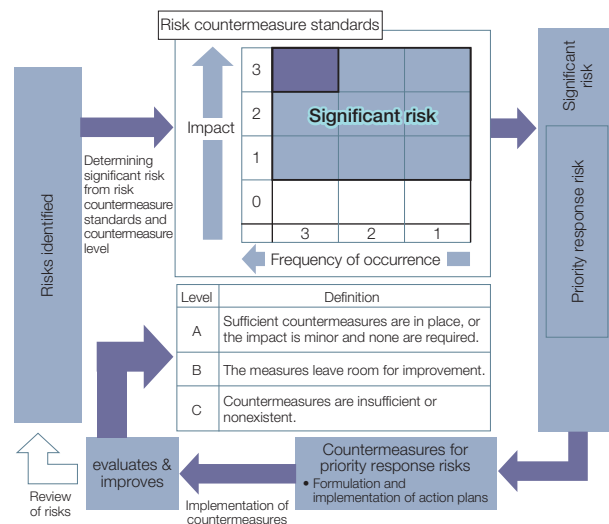 Risk countermeasure standards
Impact
3
2
1
0
Significant risk
3 2 1
Frequency of occurrence
Risks identified
Determining
significant risk
from risk
countermeasure
standards and
countermeasure
level
Significant risk
Priority response risk
Level Definition
A Sufficient countermeasures are in place, or
the impact is minor and none are required.
B The measures leave room for improvement.
C Countermeasures are insufficient or
nonexistent.
Countermeasures for
priority response risks
• Formulation and
implementation of action plans
Implementation of
countermeasures
evaluates &
improves
Review
of risks